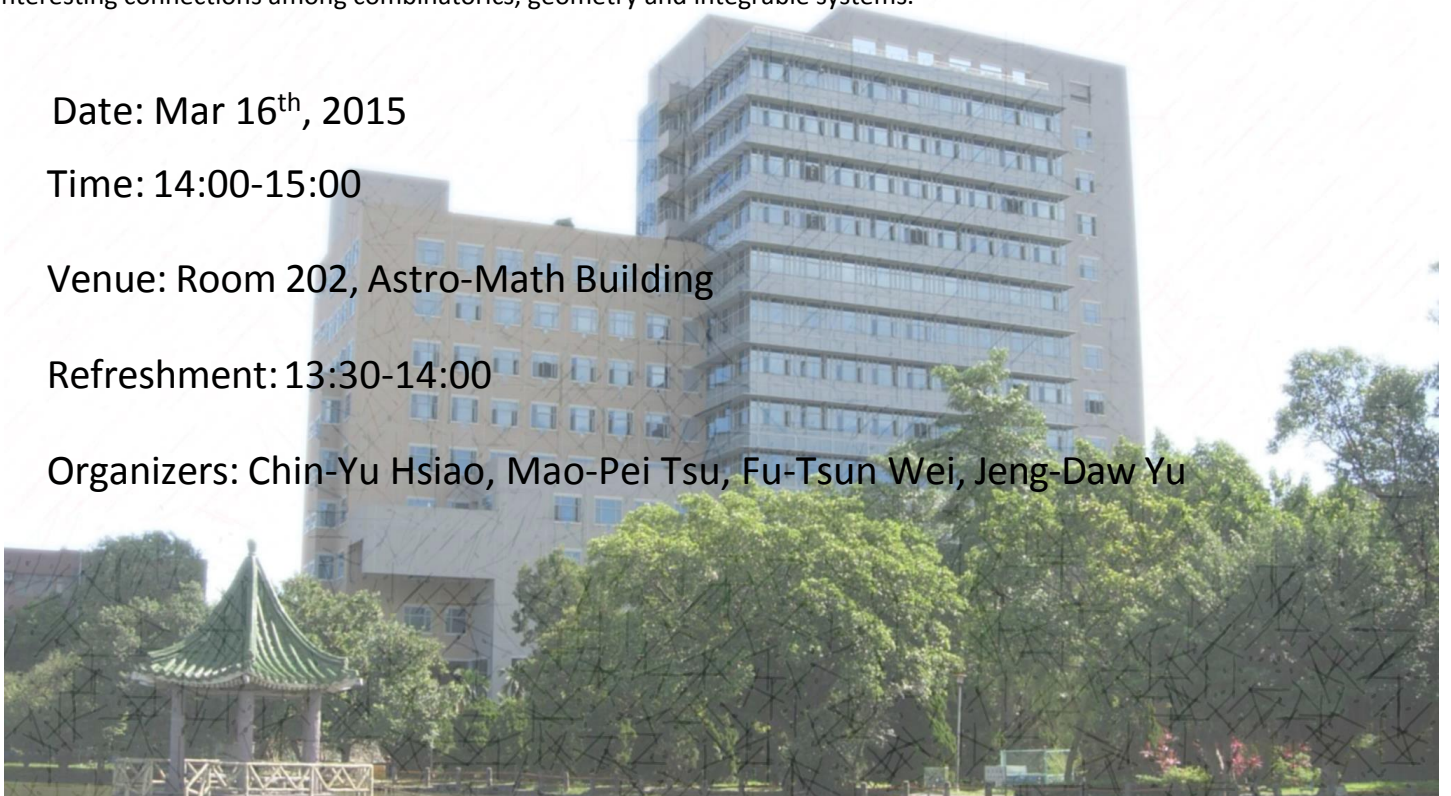 interesting connections among combinatorics, geometry and integrable systems.
Date: Mar 16th, 2015
Time: 14:00-15:00
Venue: Room 202, Astro-Math Building
Refreshment: 13:30-14:00
Organizers: Chin-Yu Hsiao, Mao-Pei Tsu, Fu-Tsun Wei, Jeng-Daw Yu